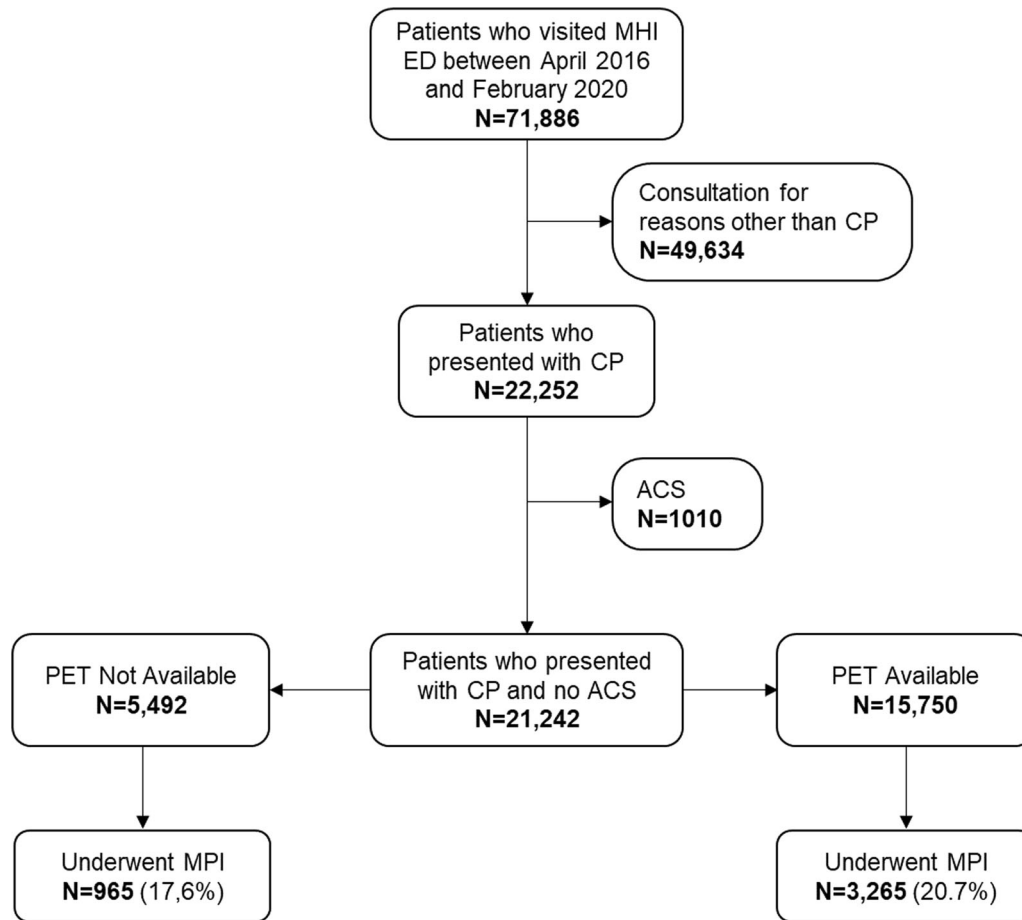 Patients who visited MHI
ED between April 2016
and February 2020
N=71,886
Consultation for
reasons other than CP
N=49,634
Patients who
presented with CP
N=22,252
ACS
N=1010
PET Not Available
N=5,492
Patients who presented
with CP and no ACS
N=21,242
PET Available
N=15,750
Underwent MPI
N=965 (17,6%)
Underwent MPI
N=3,265 (20.7%)